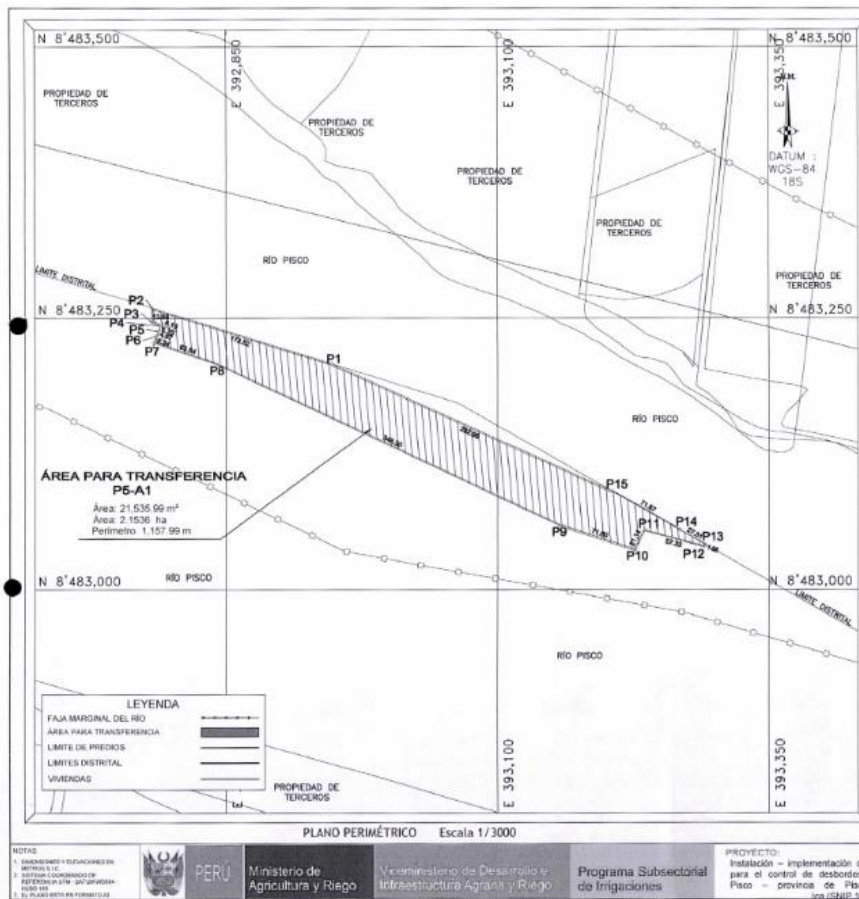 N 8'483,500
E 392,850
E 393,100
E 393,350
N 8'483,500
PROPIEDAD DE
TERCEROS
PROPIEDAD DE
TERCEROS
PROPIEDAD DE
TERCEROS
DATUM :
WGS-84
18S
PROPIEDAD DE
TERCEROS
RÍO PISCO
PROPIEDAD DE
TERCEROS
LIMITE DISTRITAL
P2
N 8'483,250
P3
P4
P5
P6
P7
N 8'483,250
P1
P8
RÍO PISCO
ÁREA PARA TRANSFERENCIA
P5-A1
Área: 21,535.99 m²
Área: 2.1536 ha
Perímetro: 1,157.99 m
P15
71.87
P14
P11
P13
P9
P12
P10
N 8'483,000
RÍO PISCO
N 8'483,000
LIMITE DISTRITAL
RÍO PISCO
LEYENDA
FAJA MARGINAL DEL RÍO
ÁREA PARA TRANSFERENCIA
LIMITE DE PREDIOS
LIMITES DISTRITAL
VIVIENDAS
PROPIEDAD DE
TERCEROS
E 393,100
E 393,350
PLANO PERIMÉTRICO Escala 1/3000
NOTAS
PERÚ
Ministerio de
Agricultura y Riego
Viceministerio de Desarrollo e
Infraestructura Agraria y Riego
Programa Subsectorial
de Irrigaciones
PROYECTO:
Instalación – implementación
para el control de desborde
Pisco – provincia de